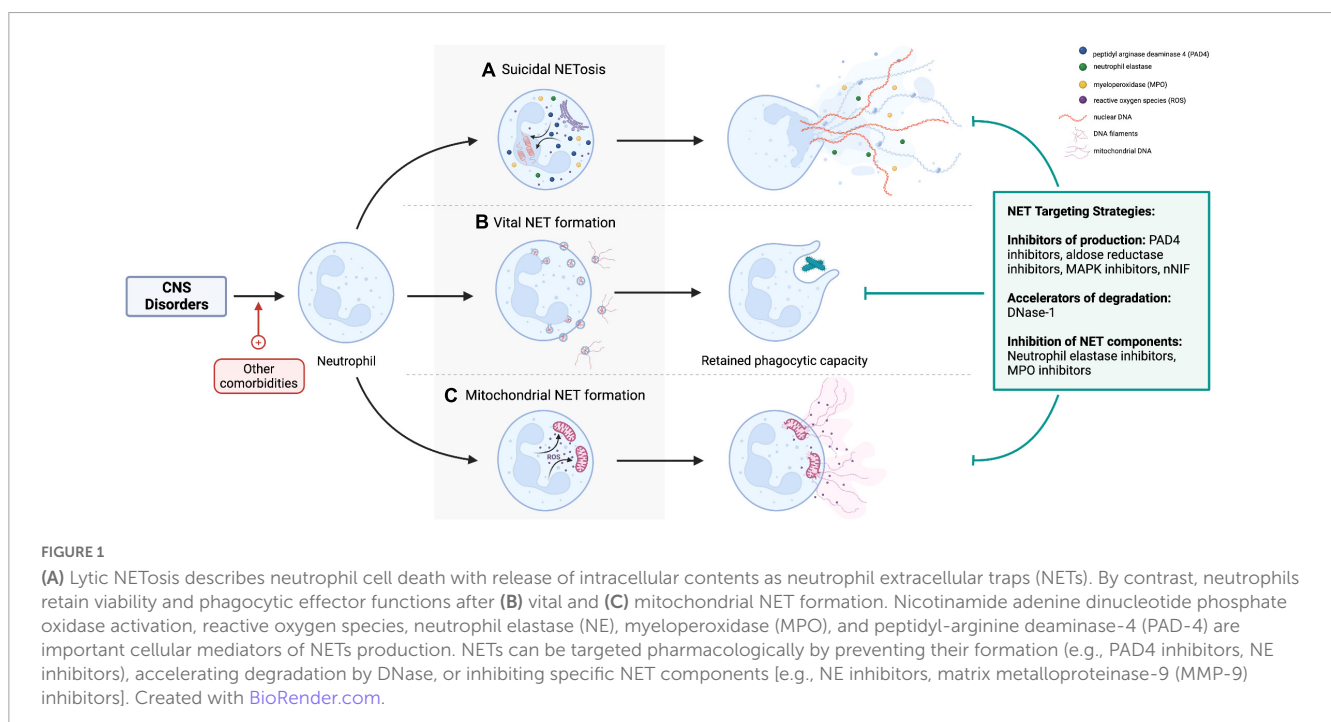 A Suicidal NETosis
peptidyl arginase deaminase 4 (PAD4)
neutrophil elastase
myeloperoxidase (MPO)
reactive oxygen species (ROS)
nuclear DNA
DNA filaments
mitochondrial DNA
B Vital NET formation
CNS
Disorders
Other
comorbidities
Neutrophil
Retained phagocytic capacity
C Mitochondrial NET formation
ROS
NET Targeting Strategies:
Inhibitors of production: PAD4
inhibitors, aldose reductase
inhibitors, MAPK inhibitors, nNIF
Accelerators of degradation:
DNase-1
Inhibition of NET components:
Neutrophil elastase inhibitors,
MPO inhibitors
FIGURE 1
(A) Lytic NETosis describes neutrophil cell death with release of intracellular contents as neutrophil extracellular traps (NETs). By contrast, neutrophils
retain viability and phagocytic effector functions after (B) vital and (C) mitochondrial NET formation. Nicotinamide adenine dinucleotide phosphate
oxidase activation, reactive oxygen species, neutrophil elastase (NE), myeloperoxidase (MPO), and peptidyl-arginine deaminase-4 (PAD-4) are
important cellular mediators of NETs production. NETs can be targeted pharmacologically by preventing their formation (e.g., PAD4 inhibitors, NE
inhibitors), accelerating degradation by DNase, or inhibiting specific NET components [e.g., NE inhibitors, matrix metalloproteinase-9 (MMP-9)
inhibitors]. Created with BioRender.com.